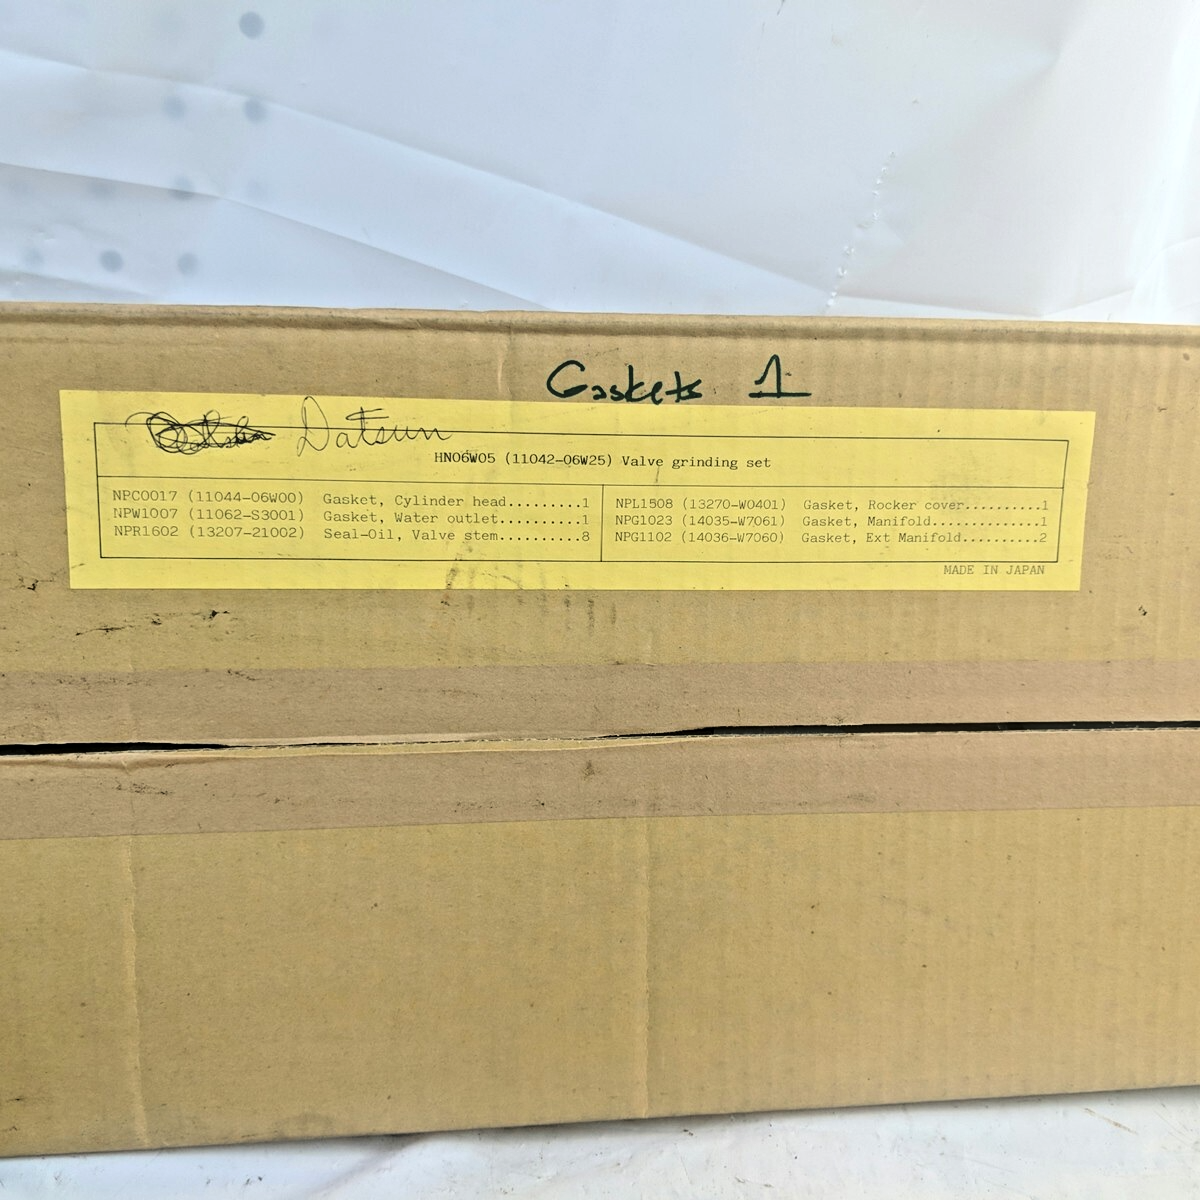 Gaskets 1
Datsun
HN06W05 (11042-06W25) Valve grinding set
NPC0017 (11044-06W00) Gasket, Cylinder head.........1
NPW1007 (11062-S3001) Gasket, Water outlet..........1
NPR1602 (13207-21002) Seal-Oil, Valve stem..........8
NPL1508 (13270-W0401) Gasket, Rocker cover..........1
NPG1023 (14035-W7061) Gasket, Manifold..............1
NPG1102 (14036-W7060) Gasket, Ext Manifold..........2
MADE IN JAPAN